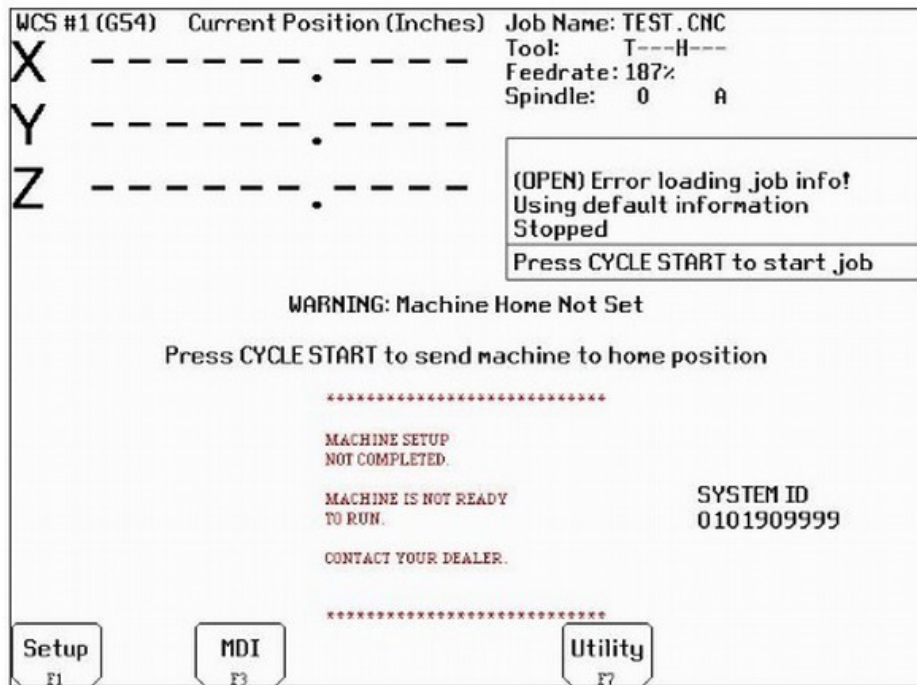 WCS #1 (G54) Current Position (Inches) Job Name: TEST.CNC
Tool: T---H---
Feedrate: 187%
Spindle: 0 A
X - - - - - - . - - - -
Y - - - - - - . - - - -
Z - - - - - - . - - - -
(OPEN) Error loading job info!
Using default information
Stopped
Press CYCLE START to start job
WARNING: Machine Home Not Set
Press CYCLE START to send machine to home position
****************************
MACHINE SETUP
NOT COMPLETED.
MACHINE IS NOT READY
TO RUN.
CONTACT YOUR DEALER.
****************************
SYSTEM ID
0101909999
Setup
F1
MDI
F3
Utility
F7